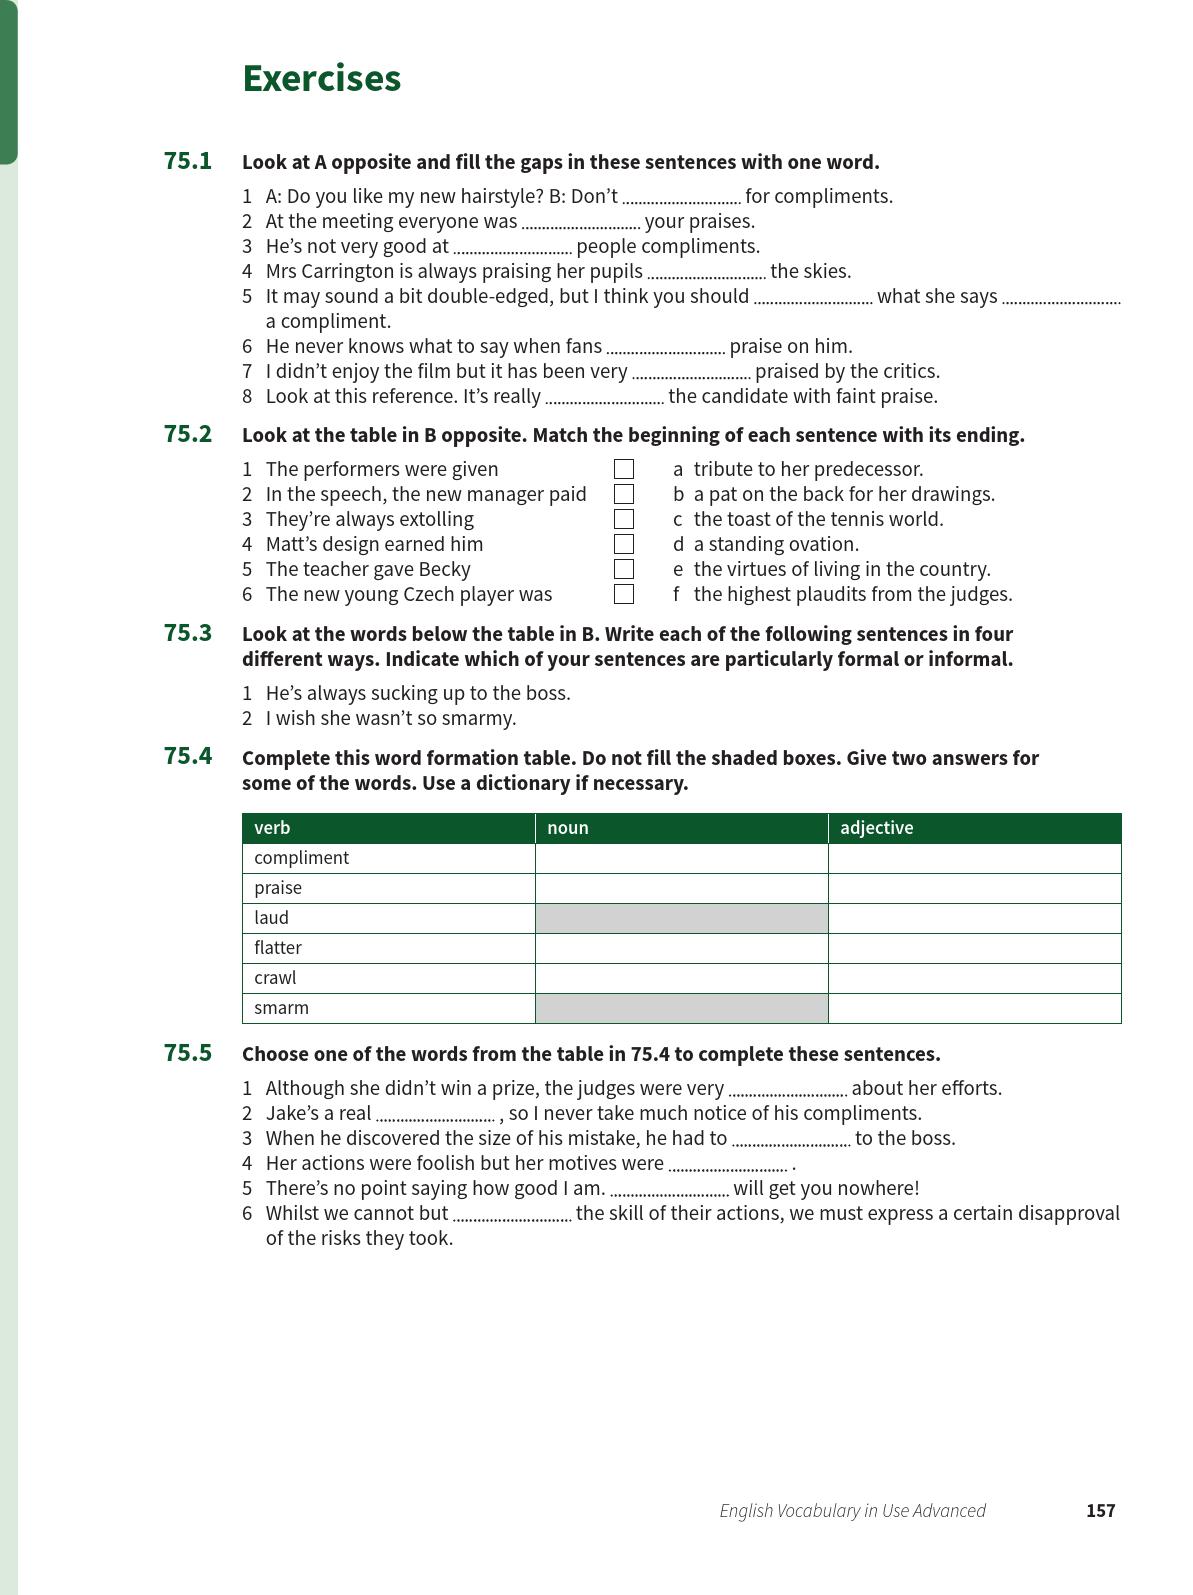 Exercises
75.1 Look at A opposite and fill the gaps in these sentences with one word.
1 A: Do you like my new hairstyle? B: Don’t ............................ for compliments.
2 At the meeting everyone was ............................ your praises.
3 He’s not very good at ............................ people compliments.
4 Mrs Carrington is always praising her pupils ............................ the skies.
5 It may sound a bit double-edged, but I think you should ............................ what she says ............................
a compliment.
6 He never knows what to say when fans ............................ praise on him.
7 I didn’t enjoy the film but it has been very ............................ praised by the critics.
8 Look at this reference. It’s really ............................ the candidate with faint praise.
75.2 Look at the table in B opposite. Match the beginning of each sentence with its ending.
1 The performers were given a tribute to her predecessor.
2 In the speech, the new manager paid b a pat on the back for her drawings.
3 They’re always extolling c the toast of the tennis world.
4 Matt’s design earned him d a standing ovation.
5 The teacher gave Becky e the virtues of living in the country.
6 The new young Czech player was f the highest plaudits from the judges.
75.3 Look at the words below the table in B. Write each of the following sentences in four
different ways. Indicate which of your sentences are particularly formal or informal.
1 He’s always sucking up to the boss.
2 I wish she wasn’t so smarmy.
75.4 Complete this word formation table. Do not fill the shaded boxes. Give two answers for
some of the words. Use a dictionary if necessary.
verb noun adjective
compliment
praise
laud
flatter
crawl
smarm
75.5 Choose one of the words from the table in 75.4 to complete these sentences.
1 Although she didn’t win a prize, the judges were very ............................ about her efforts.
2 Jake’s a real ............................ , so I never take much notice of his compliments.
3 When he discovered the size of his mistake, he had to ............................ to the boss.
4 Her actions were foolish but her motives were ............................ .
5 There’s no point saying how good I am. ............................ will get you nowhere!
6 Whilst we cannot but ............................ the skill of their actions, we must express a certain disapproval
of the risks they took.
English Vocabulary in Use Advanced 157